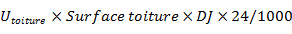 U_toiture × Surface toiture × DJ × 24/1000